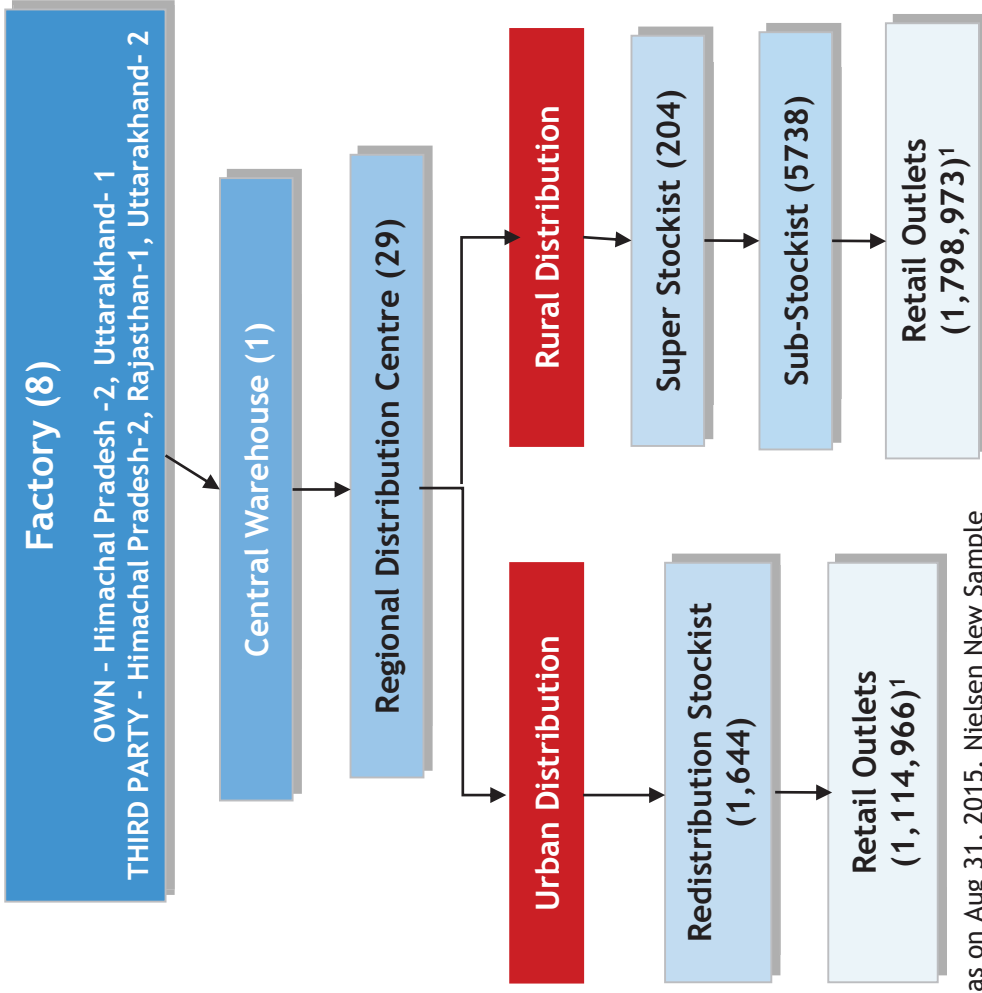 Factory (8)
OWN - Himachal Pradesh -2, Uttarakhand- 1
THIRD PARTY - Himachal Pradesh-2, Rajasthan-1, Uttarakhand- 2
Central Warehouse (1)
Regional Distribution Centre (29)
Urban Distribution
Redistribution Stockist
(1,644)
Retail Outlets
(1,114,966)¹
Rural Distribution
Super Stockist (204)
Sub-Stockist (5738)
Retail Outlets
(1,798,973)¹
as on Aug 31, 2015, Nielsen New Sample